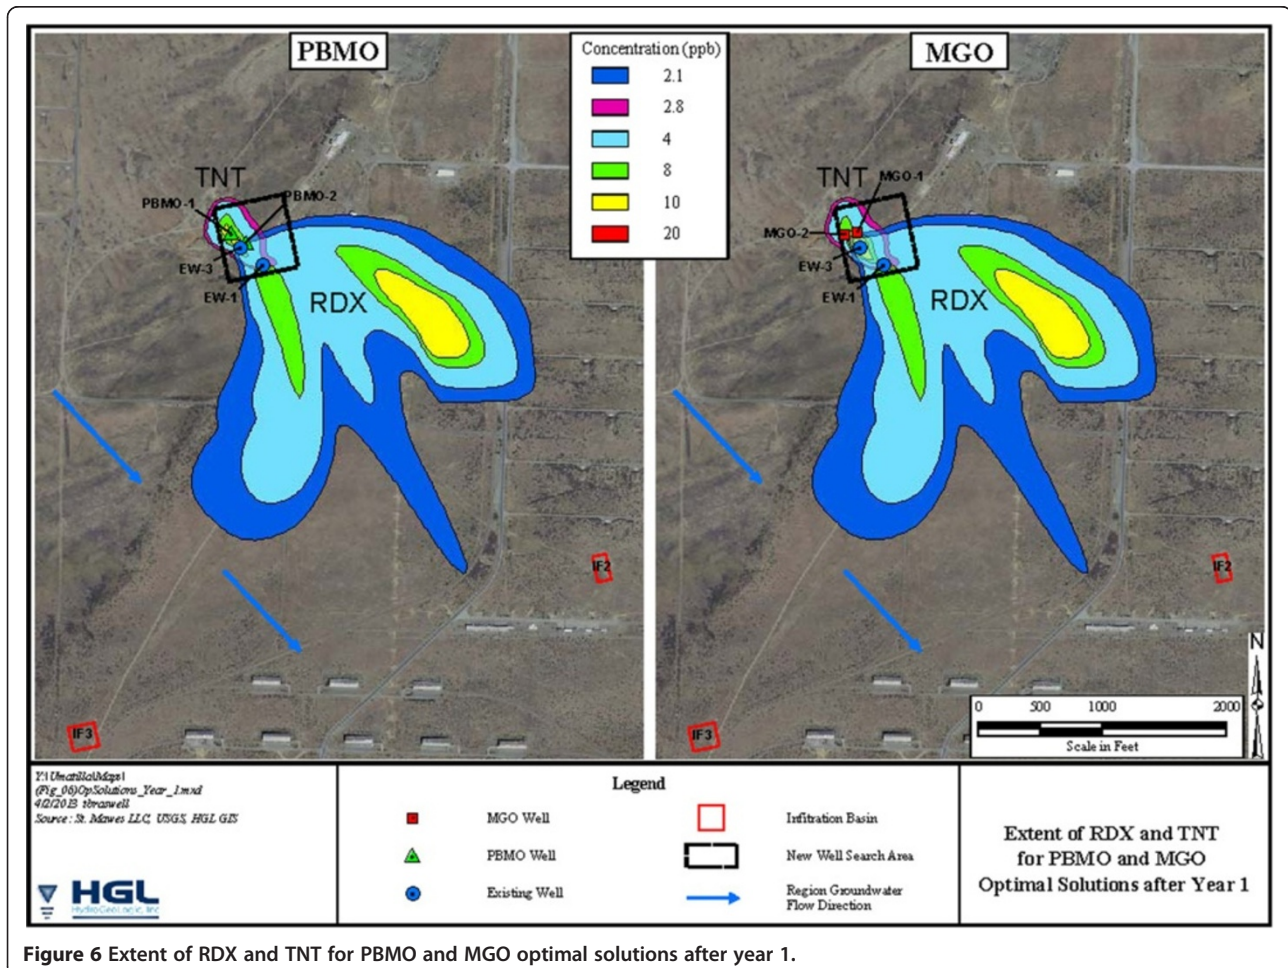 PBMO
Concentration (ppb)
2.1
2.8
4
8
10
20
MGO
TNT
PBMO-1
PBMO-2
EW-3
EW-1
RDX
TNT
MGO-1
MGO-2
EW-3
EW-1
RDX
IF2
IF3
IF2
IF3
N
0 500 1000 2000
Scale in Feet
Y:\Umatilla\Maps\
(Fig_06)OpSolutions_Year_1.mxd
4/2/2013 tbraswell
Source: St. Mawes LLC, USGS, HGL GIS
HGL
HydroGeoLogic, Inc
Legend
MGO Well
PBMO Well
Existing Well
Infitration Basin
New Well Search Area
Region Groundwater
Flow Direction
Extent of RDX and TNT
for PBMO and MGO
Optimal Solutions after Year 1
Figure 6 Extent of RDX and TNT for PBMO and MGO optimal solutions after year 1.